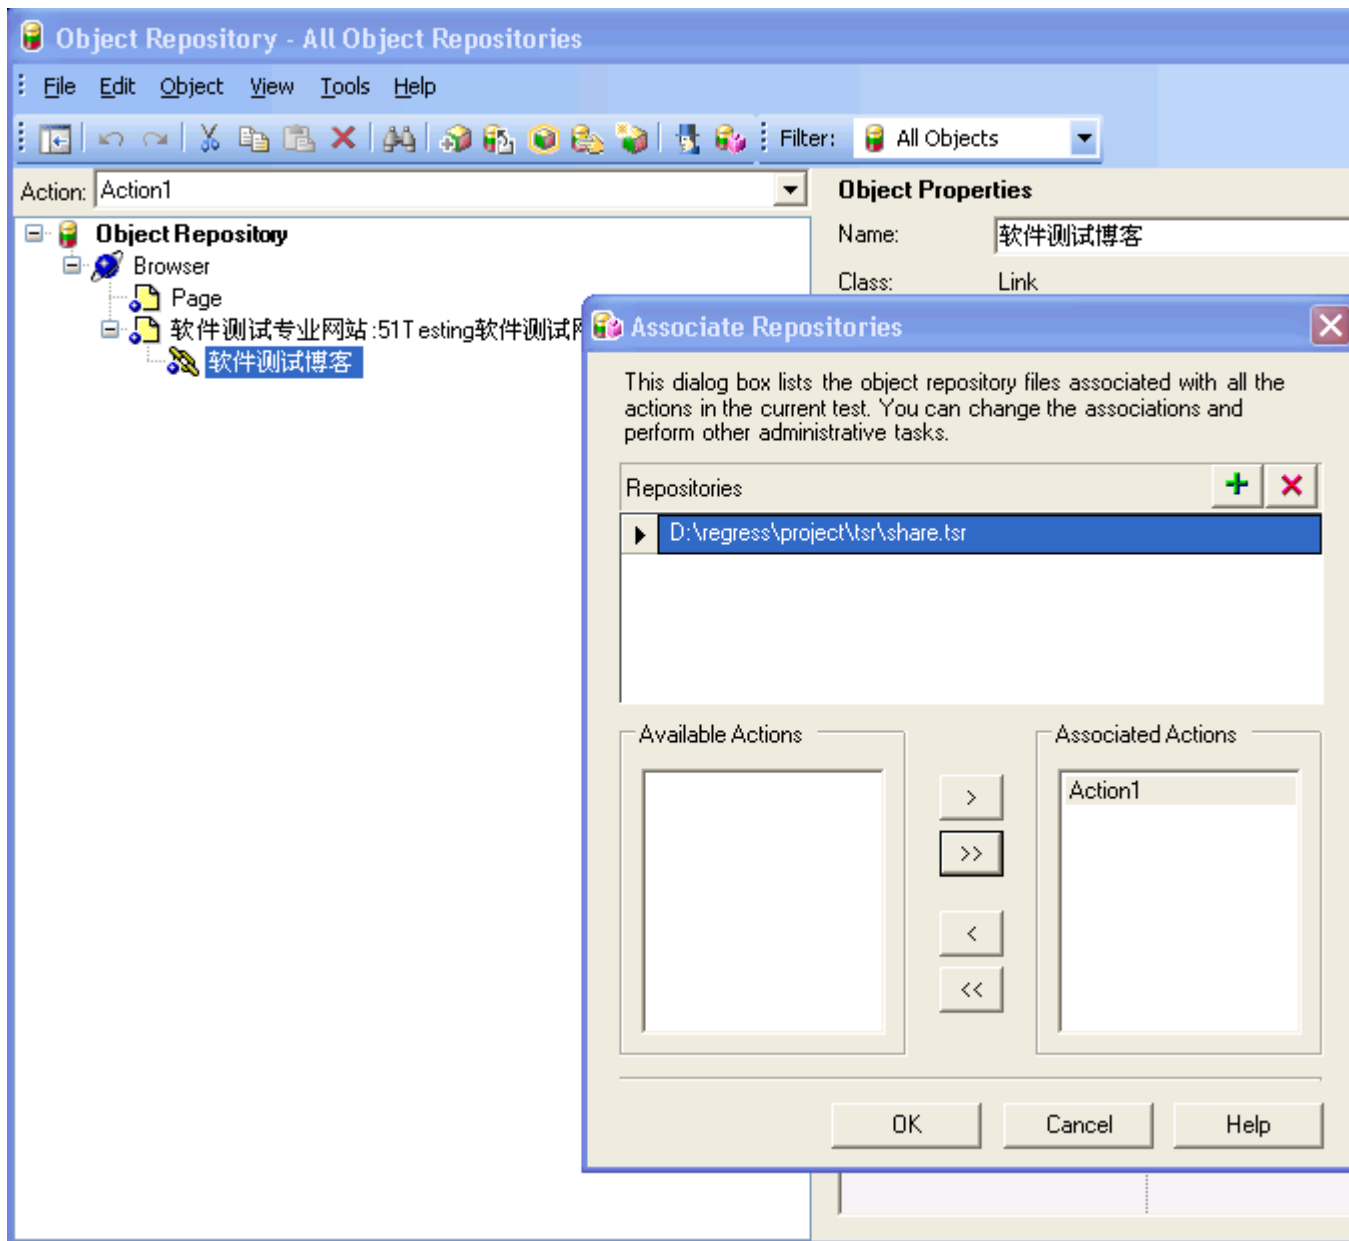 Object Repository - All Object Repositories
File Edit Object View Tools Help
Filter: All Objects
Action: Action1
Object Properties
Object Repository
Name: 软件测试博客
Browser
Class: Link
Page
软件测试专业网站:51Testing软件测试
软件测试博客
Associate Repositories
This dialog box lists the object repository files associated with all the
actions in the current test. You can change the associations and
perform other administrative tasks.
Repositories
D:\regress\project\tsr\share.tsr
Available Actions
Associated Actions
Action1
>
>>
<
<<
OK Cancel Help